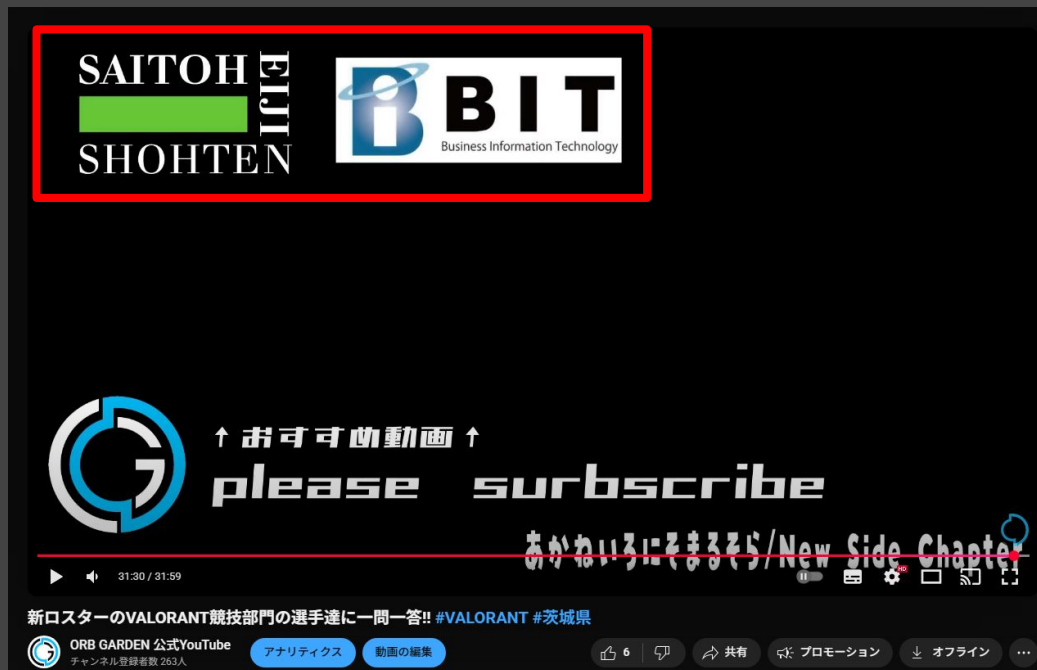 SAITOH EIJI
SHOHTEN
BIT
Business Information Technology
↑おすすめ動画↑
please surbscribe
あかねいろにそまるそら/New Side Chapter
31:30 / 31:59
HD
新ロスターのVALORANT競技部門の選手達に一問一答!! #VALORANT #茨城県
ORB GARDEN 公式YouTube
チャンネル登録者数 263人
アナリティクス
動画の編集
6
共有
プロモーション
オフライン